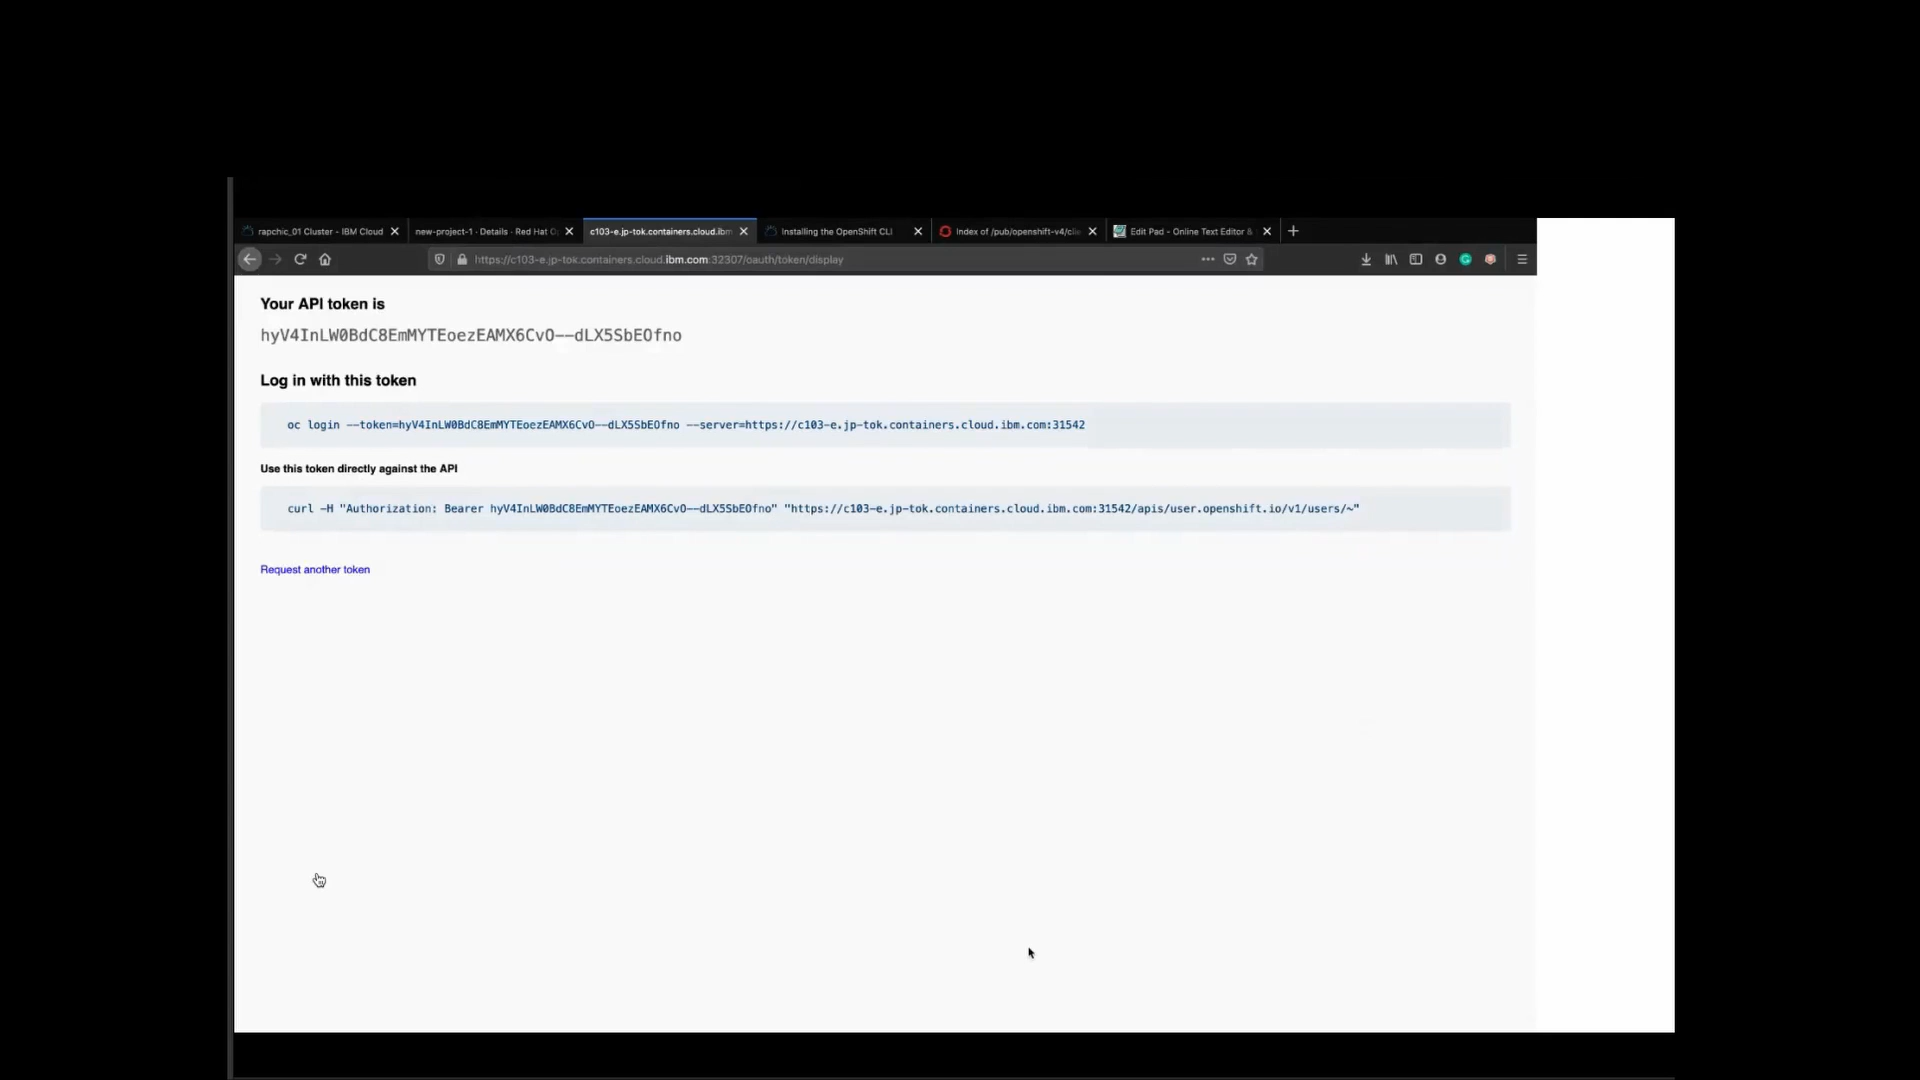 rapchic_01 Cluster - IBM Cloud
new-project-1 · Details · Red Hat O
c103-e.jp-tok.containers.cloud.ibm
Installing the OpenShift CLI
Index of /pub/openshift-v4/clie
Edit Pad - Online Text Editor &
https://c103-e.jp-tok.containers.cloud.ibm.com:32307/oauth/token/display
Your API token is
hyV4InLW0BdC8EmMYTEoezEAMX6CvO--dLX5SbEOfno
Log in with this token
oc login --token=hyV4InLW0BdC8EmMYTEoezEAMX6CvO--dLX5SbEOfno --server=https://c103-e.jp-tok.containers.cloud.ibm.com:31542
Use this token directly against the API
curl -H "Authorization: Bearer hyV4InLW0BdC8EmMYTEoezEAMX6CvO--dLX5SbEOfno" "https://c103-e.jp-tok.containers.cloud.ibm.com:31542/apis/user.openshift.io/v1/users/~"
Request another token